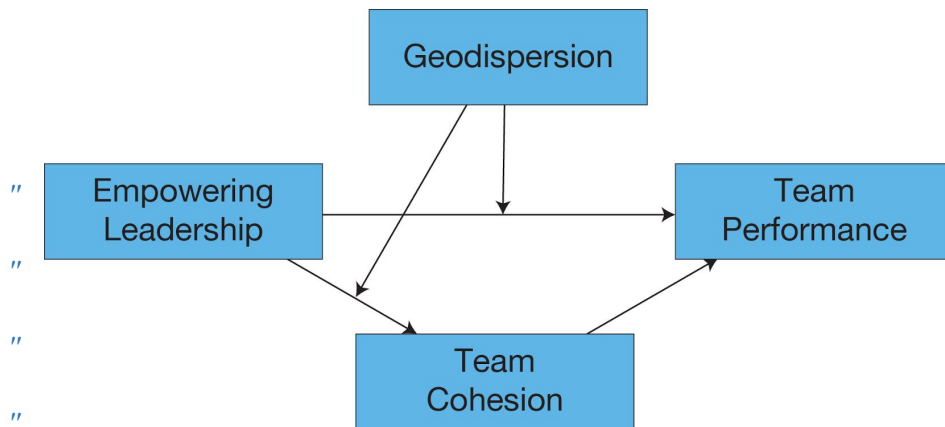 Geodispersion
Empowering
Leadership
Team
Performance
Team
Cohesion
"
"
"
"